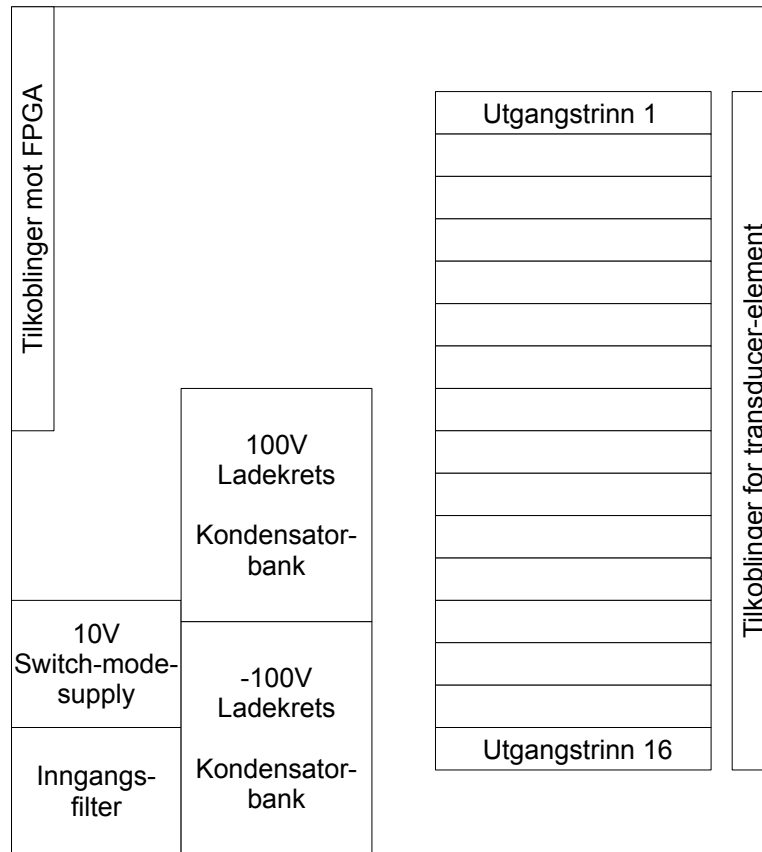 Tilkoblinger mot FPGA
Utgangstrinn 1
100V
Ladekrets
Kondensator-
bank
10V
Switch-mode-
supply
-100V
Ladekrets
Kondensator-
bank
Inngangs-
filter
Utgangstrinn 16
Tilkoblinger for transducer-element